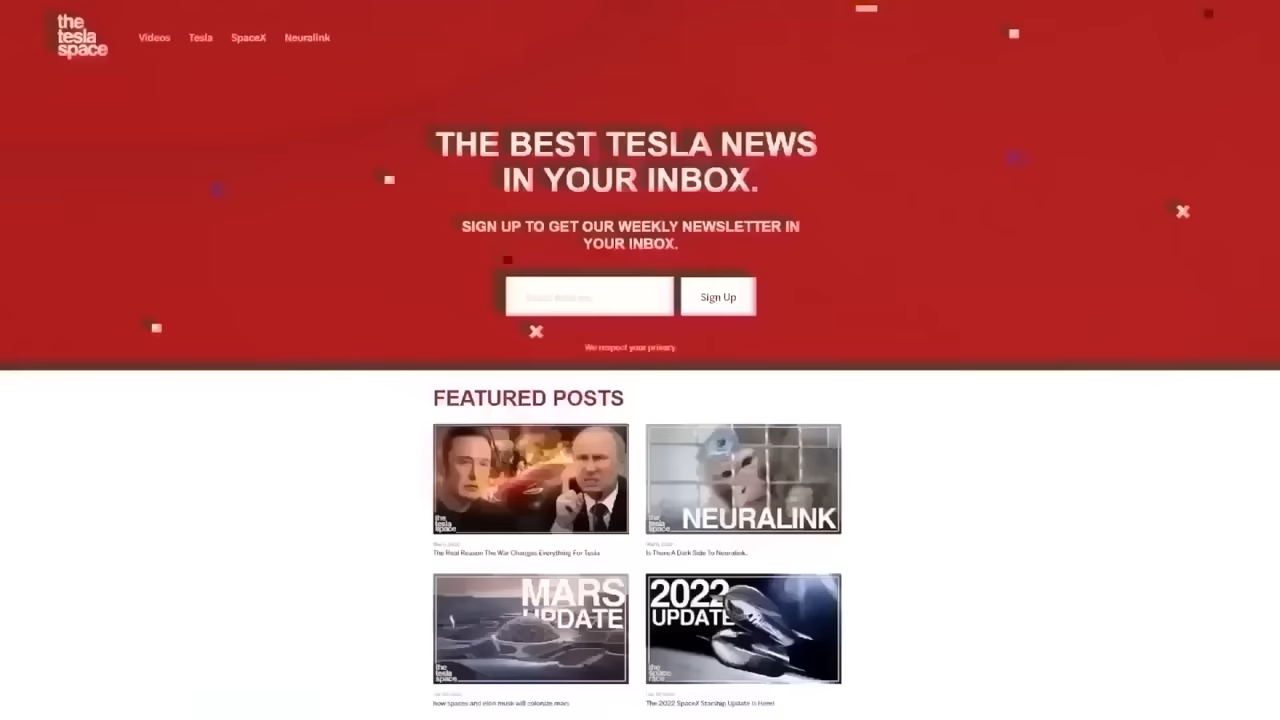 the
tesla
space
Videos Tesla SpaceX Neuralink
THE BEST TESLA NEWS
IN YOUR INBOX.
SIGN UP TO GET OUR WEEKLY NEWSLETTER IN
YOUR INBOX.
Sign Up
We respect your privacy.
FEATURED POSTS
the
tesla
space
the
tesla
space
NEURALINK
The Real Reason The War Changes Everything For Tesla
Is There A Dark Side To Neuralink.
MARS
UPDATE
the
tesla
space
2022
UPDATE
the
space
race
how spacex and elon musk will colonize mars
The 2022 SpaceX Starship Update Is Here!